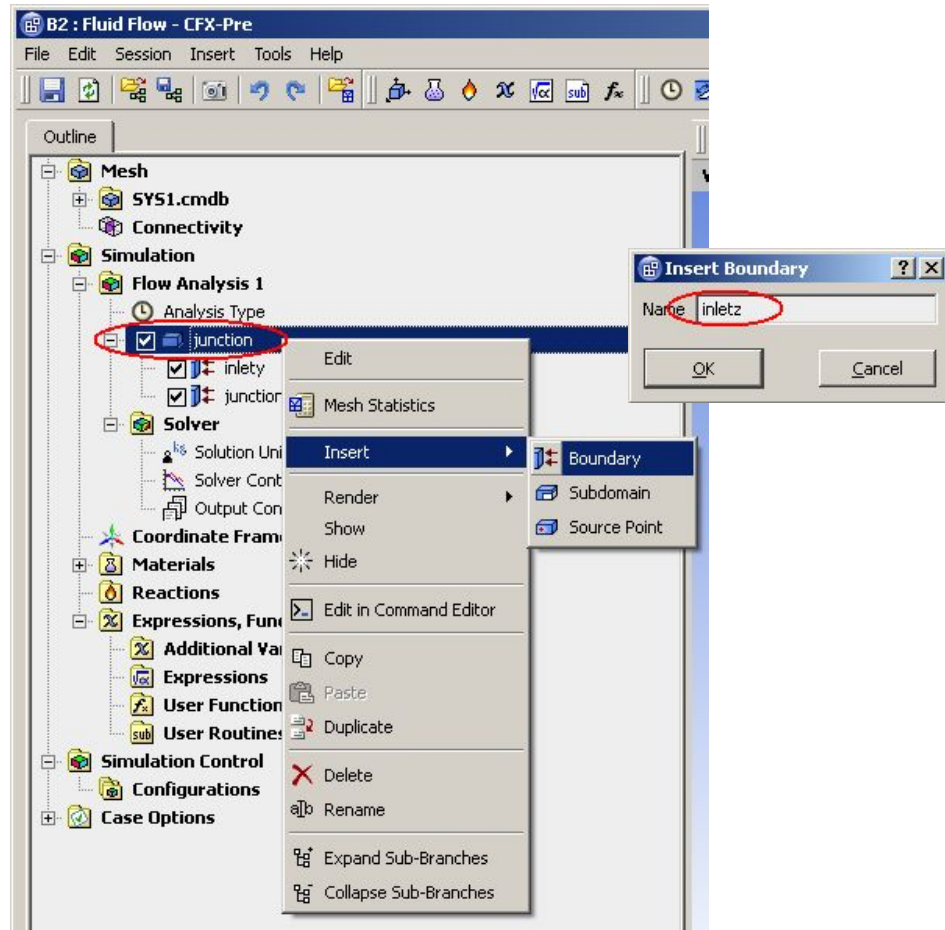 B2 : Fluid Flow - CFX-Pre
File Edit Session Insert Tools Help
Outline
Mesh
SYS1.cmdb
Connectivity
Simulation
Flow Analysis 1
Analysis Type
junction
inlety
junction
Solver
Solution Uni
Solver Cont
Output Con
Coordinate Fram
Materials
Reactions
Expressions, Fun
Additional Va
Expressions
User Function
User Routines
Simulation Control
Configurations
Case Options
Edit
Mesh Statistics
Insert
Render
Show
Hide
Edit in Command Editor
Copy
Paste
Duplicate
Delete
Rename
Expand Sub-Branches
Collapse Sub-Branches
Boundary
Subdomain
Source Point
Insert Boundary
Name inletz
OK Cancel